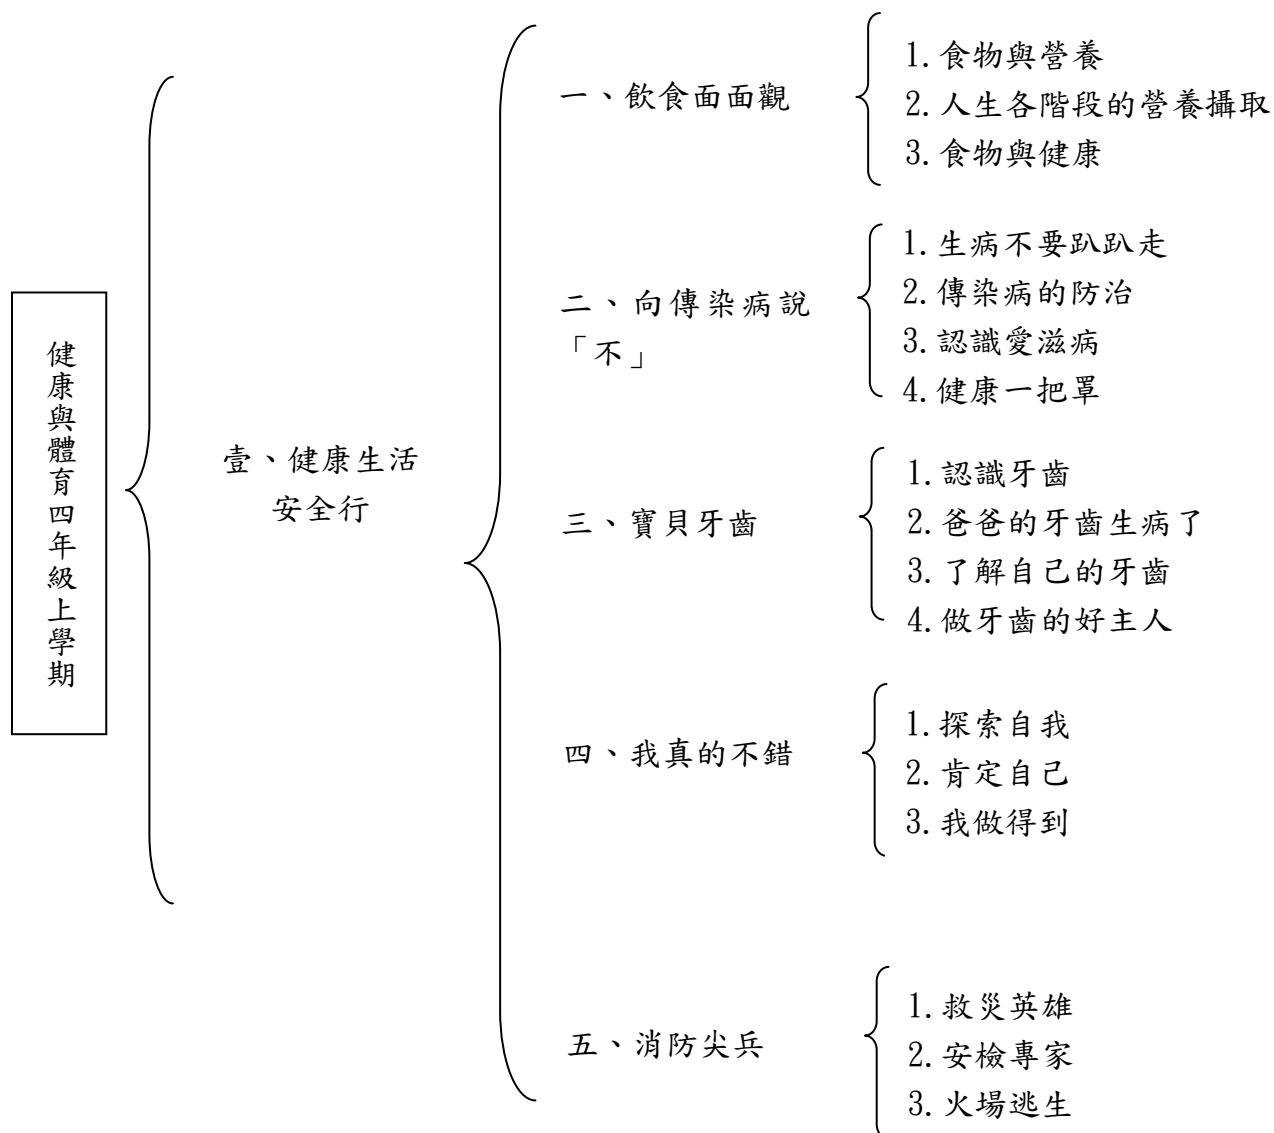 健康與體育四年級上學期
壹、健康生活
安全行
一、飲食面面觀
1.食物與營養
2.人生各階段的營養攝取
3.食物與健康
二、向傳染病說
「不」
1.生病不要趴趴走
2.傳染病的防治
3.認識愛滋病
4.健康一把罩
三、寶貝牙齒
1.認識牙齒
2.爸爸的牙齒生病了
3.了解自己的牙齒
4.做牙齒的好主人
四、我真的不錯
1.探索自我
2.肯定自己
3.我做得到
五、消防尖兵
1.救災英雄
2.安檢專家
3.火場逃生